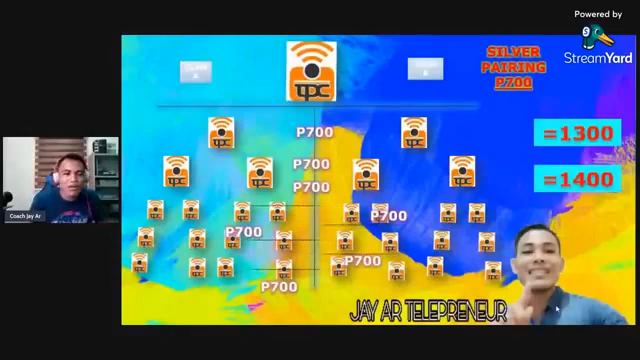 Powered by
StreamYard
SILVER
PAIRING
P700
tpc
P700
=1300
P700
P700
=1400
P700
P700
P700
P700
Coach Jay Ar
JAY AR TELEPRENEUR